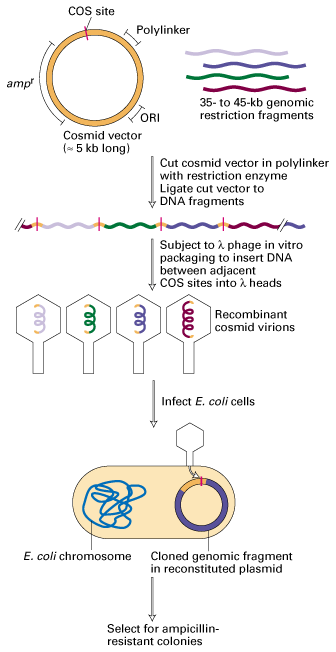 COS site
Polylinker
ampʳ
ORI
Cosmid vector
(≈ 5 kb long)
35- to 45-kb genomic
restriction fragments
Cut cosmid vector in polylinker
with restriction enzyme
Ligate cut vector to
DNA fragments
Subject to λ phage in vitro
packaging to insert DNA
between adjacent
COS sites into λ heads
Recombinant
cosmid virions
Infect E. coli cells
E. coli chromosome
Cloned genomic fragment
in reconstituted plasmid
Select for ampicillin-
resistant colonies